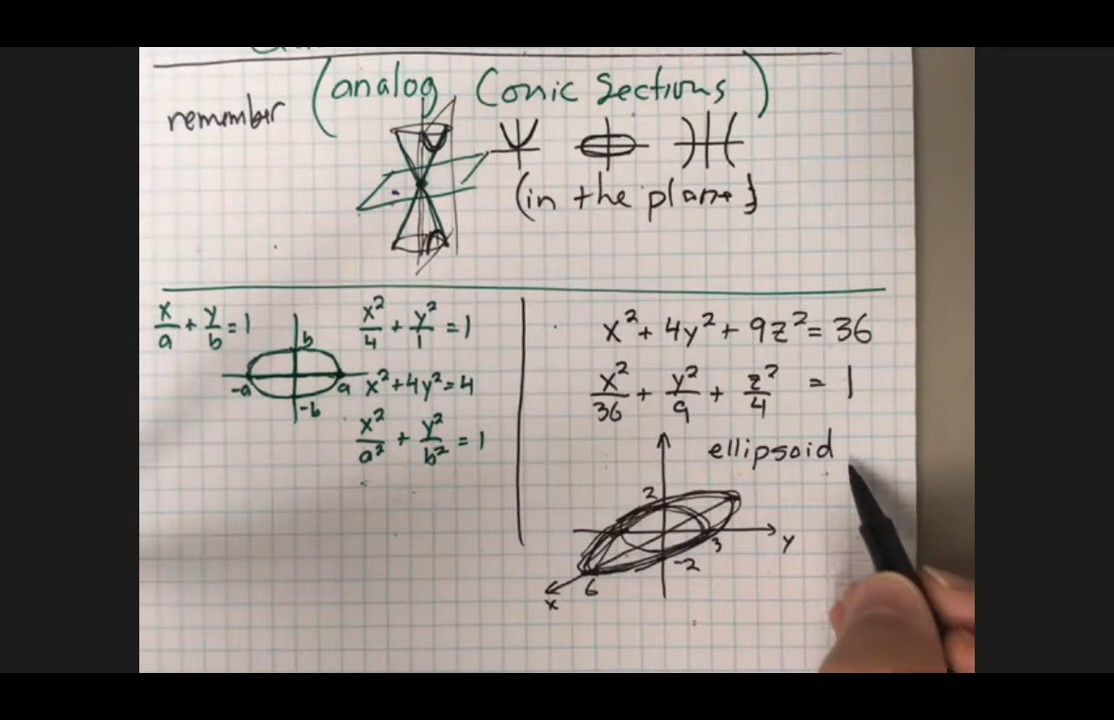 (analog Conic Sections)
remember
(in the plane)
x/a + y/b = 1
b
-a a
-b
x²/4 + y²/1 = 1
x²+4y²=4
x²/a² + y²/b² = 1
x²+4y²+9z²=36
x²/36 + y²/9 + z²/4 = 1
ellipsoid
2
3 y
-2
x 6